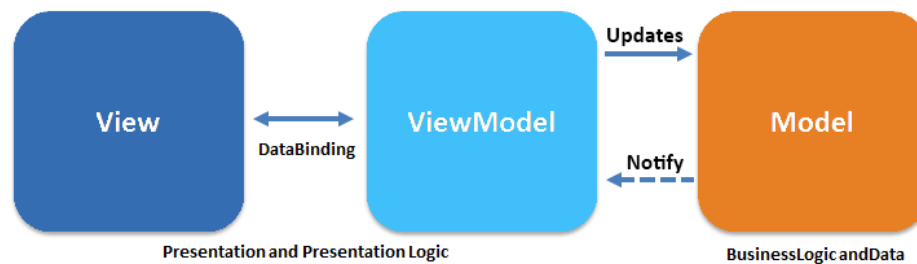 Updates
View
ViewModel
Model
DataBinding
Notify
Presentation and Presentation Logic
BusinessLogic andData